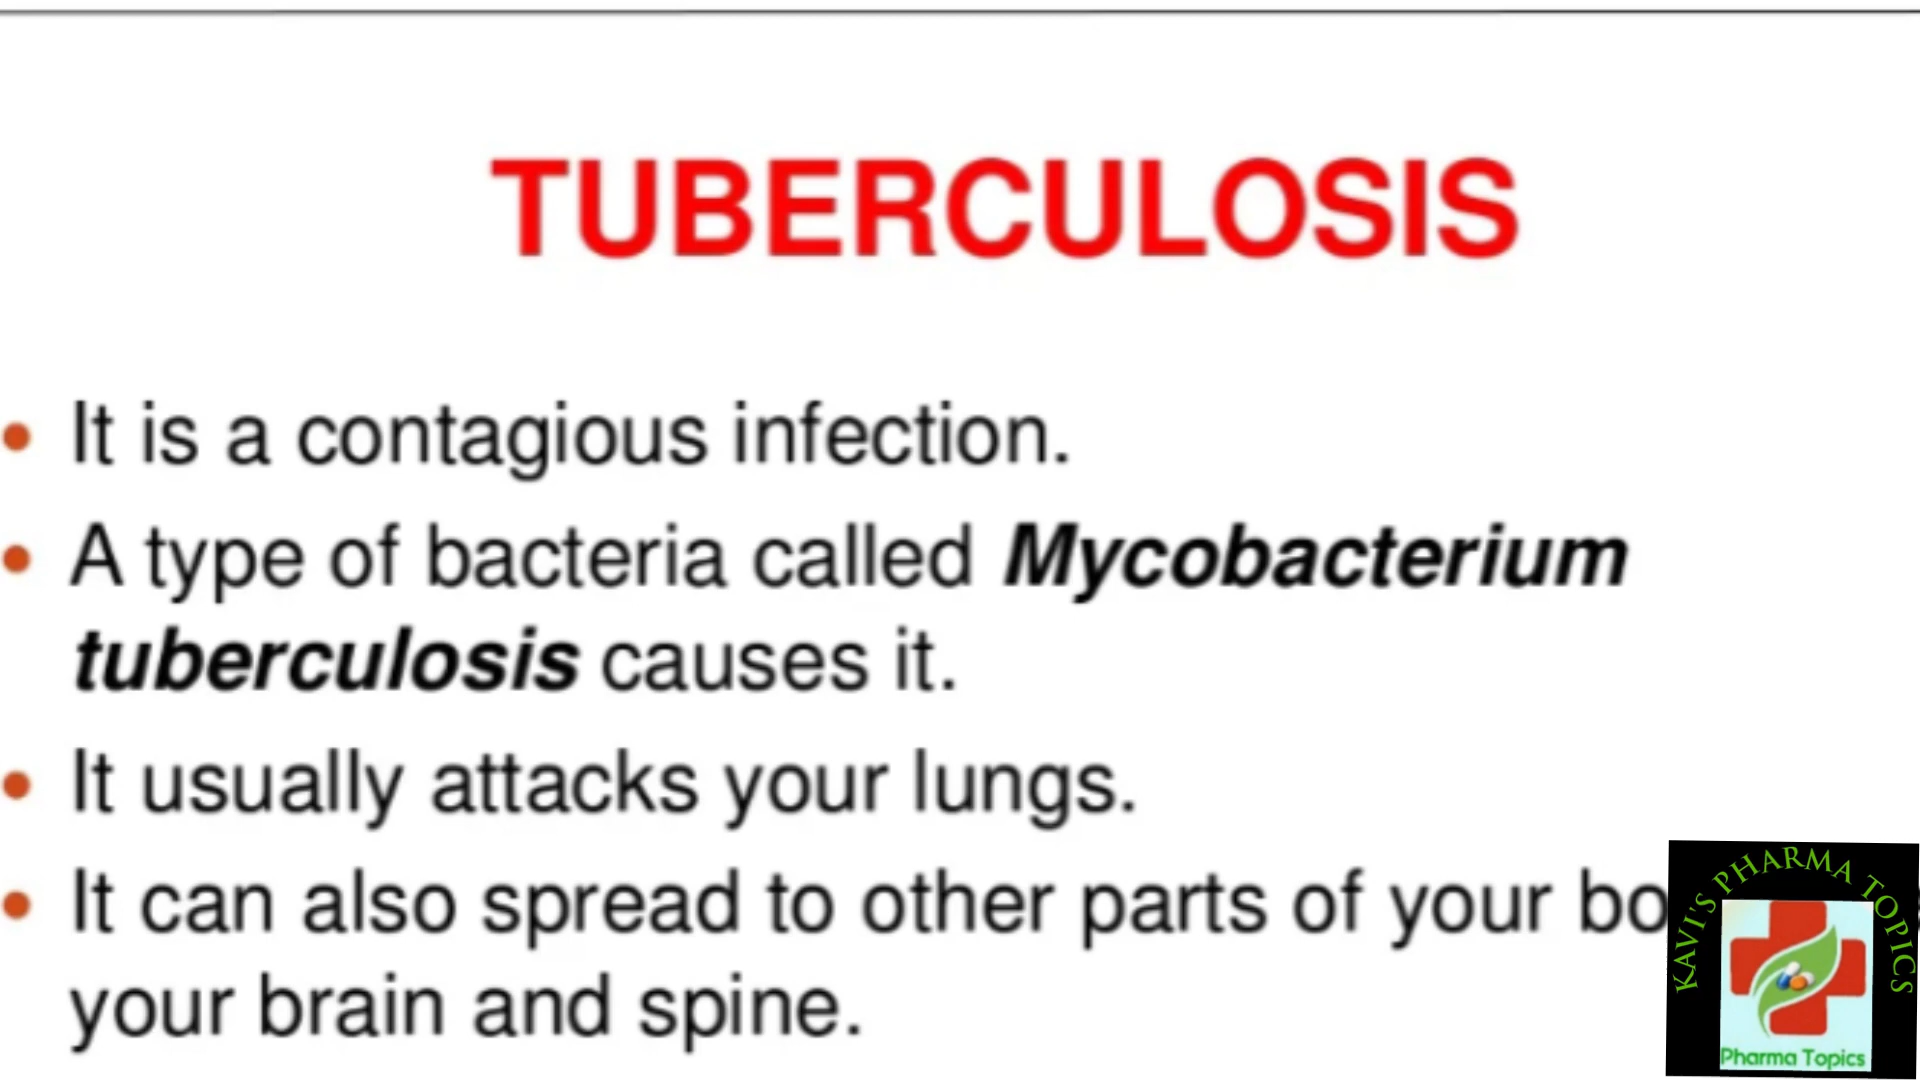 TUBERCULOSIS
• It is a contagious infection.
• A type of bacteria called Mycobacterium
tuberculosis causes it.
• It usually attacks your lungs.
• It can also spread to other parts of your
your brain and spine.
KAVI'S PHARMA TOPICS
Pharma Topics